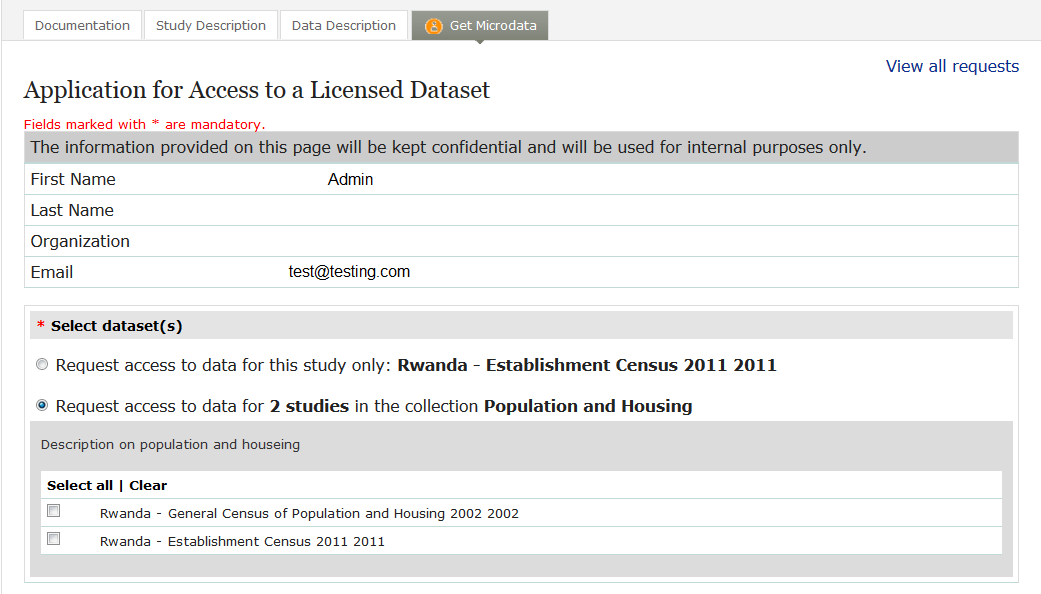 Documentation
Study Description
Data Description
Get Microdata
View all requests
Application for Access to a Licensed Dataset
Fields marked with * are mandatory.
The information provided on this page will be kept confidential and will be used for internal purposes only.
First Name Admin
Last Name
Organization
Email test@testing.com
* Select dataset(s)
Request access to data for this study only: Rwanda - Establishment Census 2011 2011
Request access to data for 2 studies in the collection Population and Housing
Description on population and houseing
Select all | Clear
Rwanda - General Census of Population and Housing 2002 2002
Rwanda - Establishment Census 2011 2011